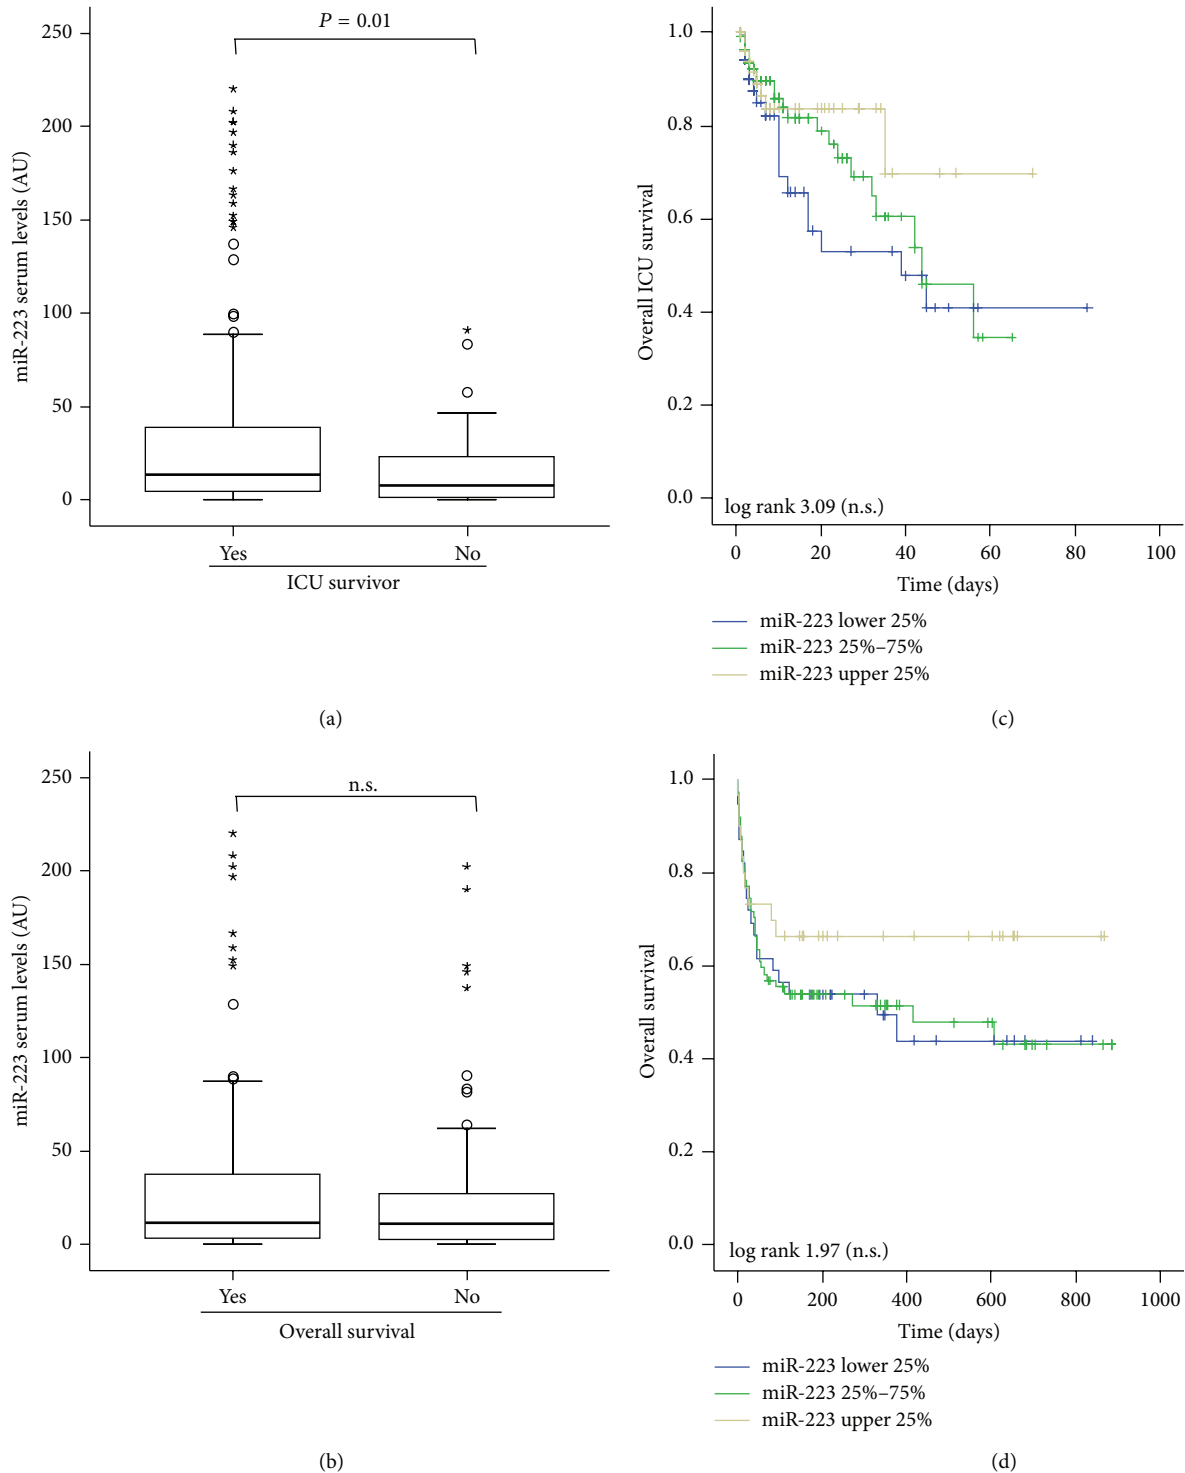 250
200
150
100
50
0
miR-223 serum levels (AU)
P = 0.01
Yes
No
ICU survivor
(a)
1.0
0.8
0.6
0.4
0.2
0.0
Overall ICU survival
log rank 3.09 (n.s.)
0
20
40
60
80
100
Time (days)
miR-223 lower 25%
miR-223 25%–75%
miR-223 upper 25%
(c)
250
200
150
100
50
0
miR-223 serum levels (AU)
n.s.
Yes
No
Overall survival
(b)
1.0
0.8
0.6
0.4
0.2
0.0
Overall survival
log rank 1.97 (n.s.)
0
200
400
600
800
1000
Time (days)
miR-223 lower 25%
miR-223 25%–75%
miR-223 upper 25%
(d)